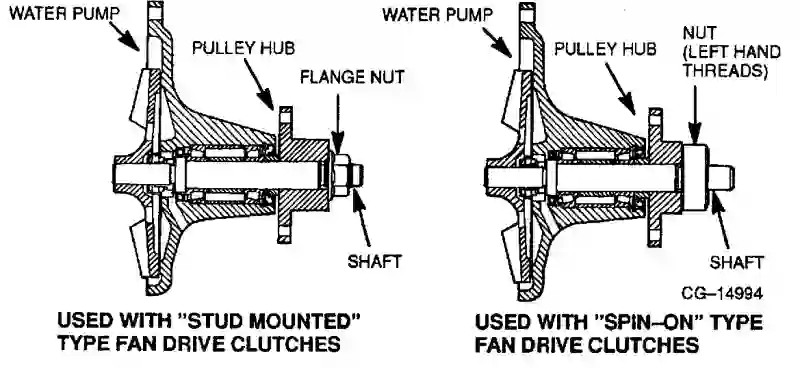 WATER PUMP
PULLEY HUB
FLANGE NUT
SHAFT
USED WITH "STUD MOUNTED"
TYPE FAN DRIVE CLUTCHES
WATER PUMP
PULLEY HUB
NUT
(LEFT HAND
THREADS)
SHAFT
CG–14994
USED WITH "SPIN–ON" TYPE
FAN DRIVE CLUTCHES